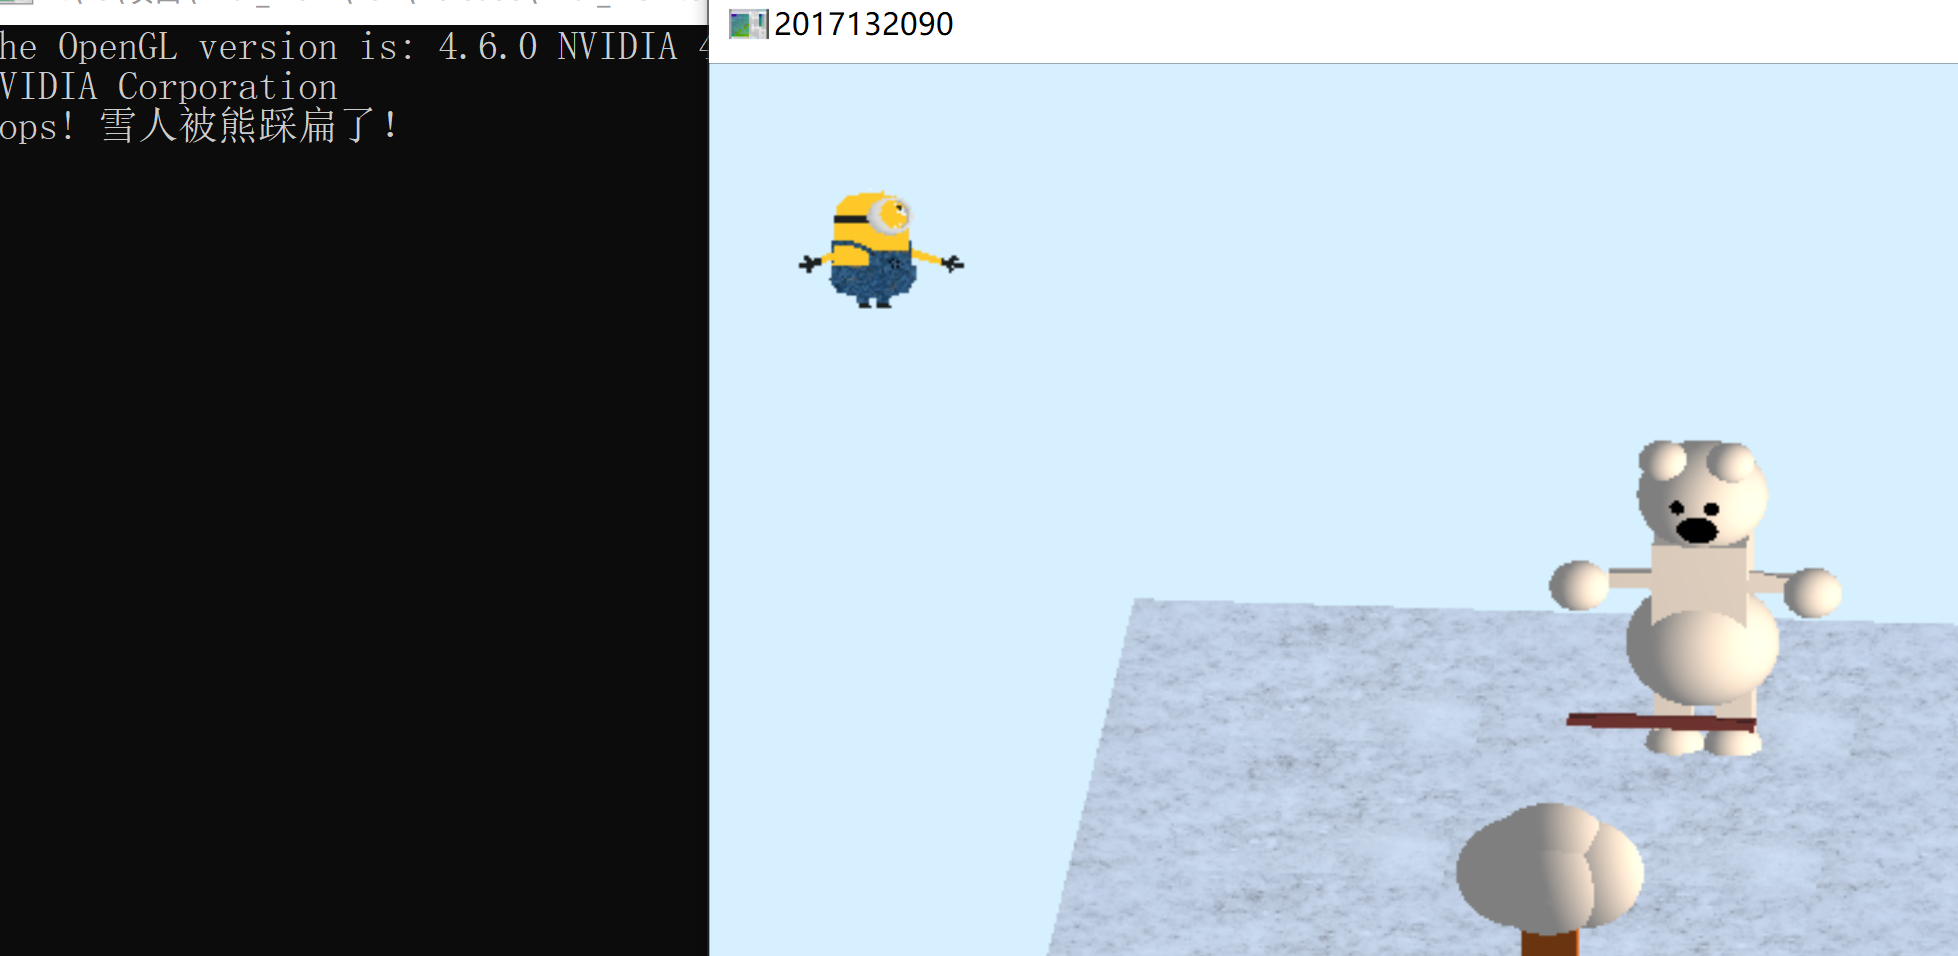 he OpenGL version is: 4.6.0 NVIDIA 4
VIDIA Corporation
ops! 雪人被熊踩扁了!
2017132090